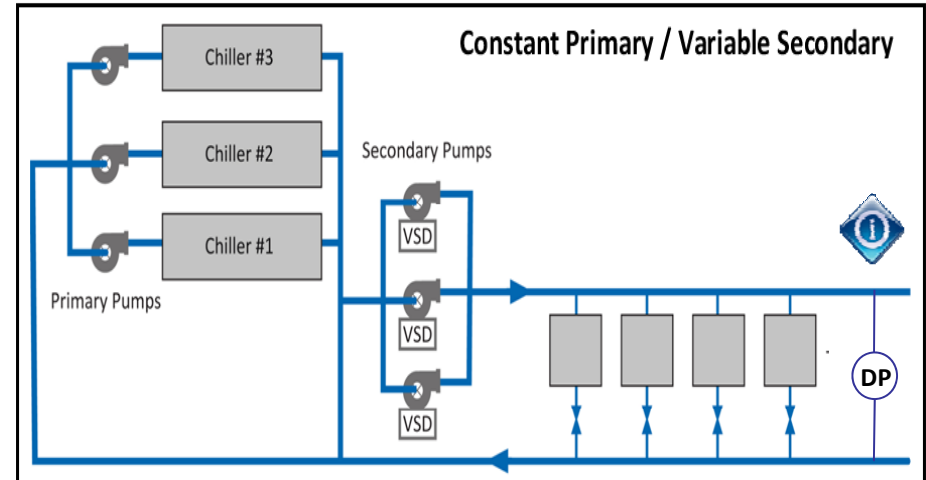 Constant Primary / Variable Secondary
Chiller #3
Chiller #2
Secondary Pumps
VSD
Chiller #1
Primary Pumps
VSD
VSD
DP
i